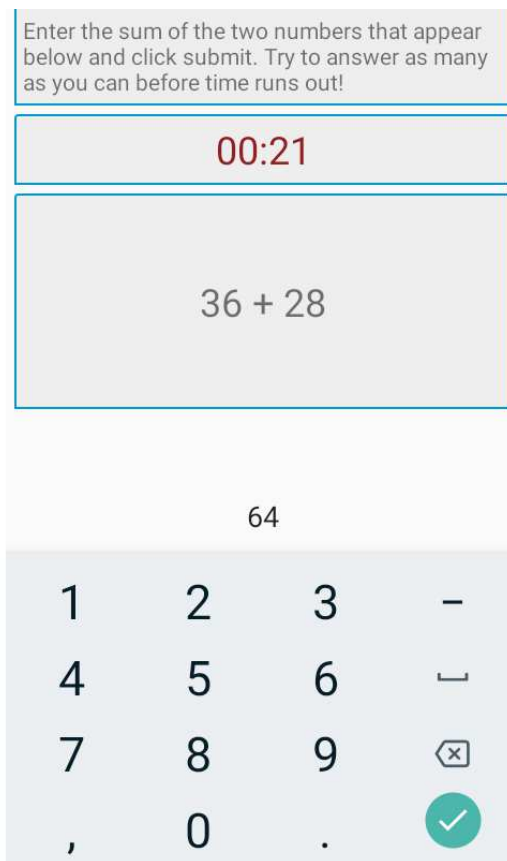 Enter the sum of the two numbers that appear
below and click submit. Try to answer as many
as you can before time runs out!
00:21
36 + 28
64
1 2 3 –
4 5 6
7 8 9
, 0 .